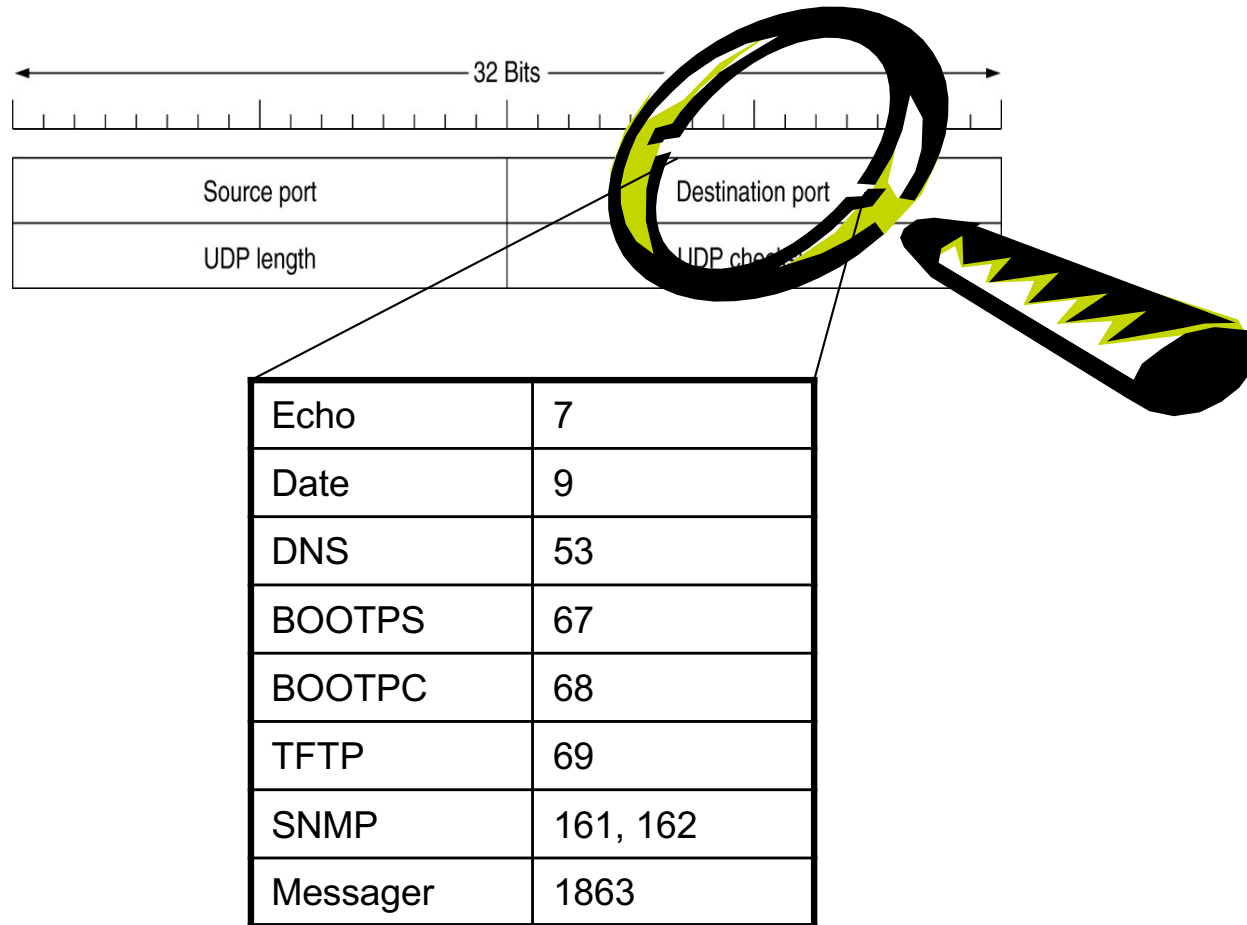 32 Bits
Source port Destination port
UDP length UDP
Echo 7
Date 9
DNS 53
BOOTPS 67
BOOTPC 68
TFTP 69
SNMP 161, 162
Messager 1863